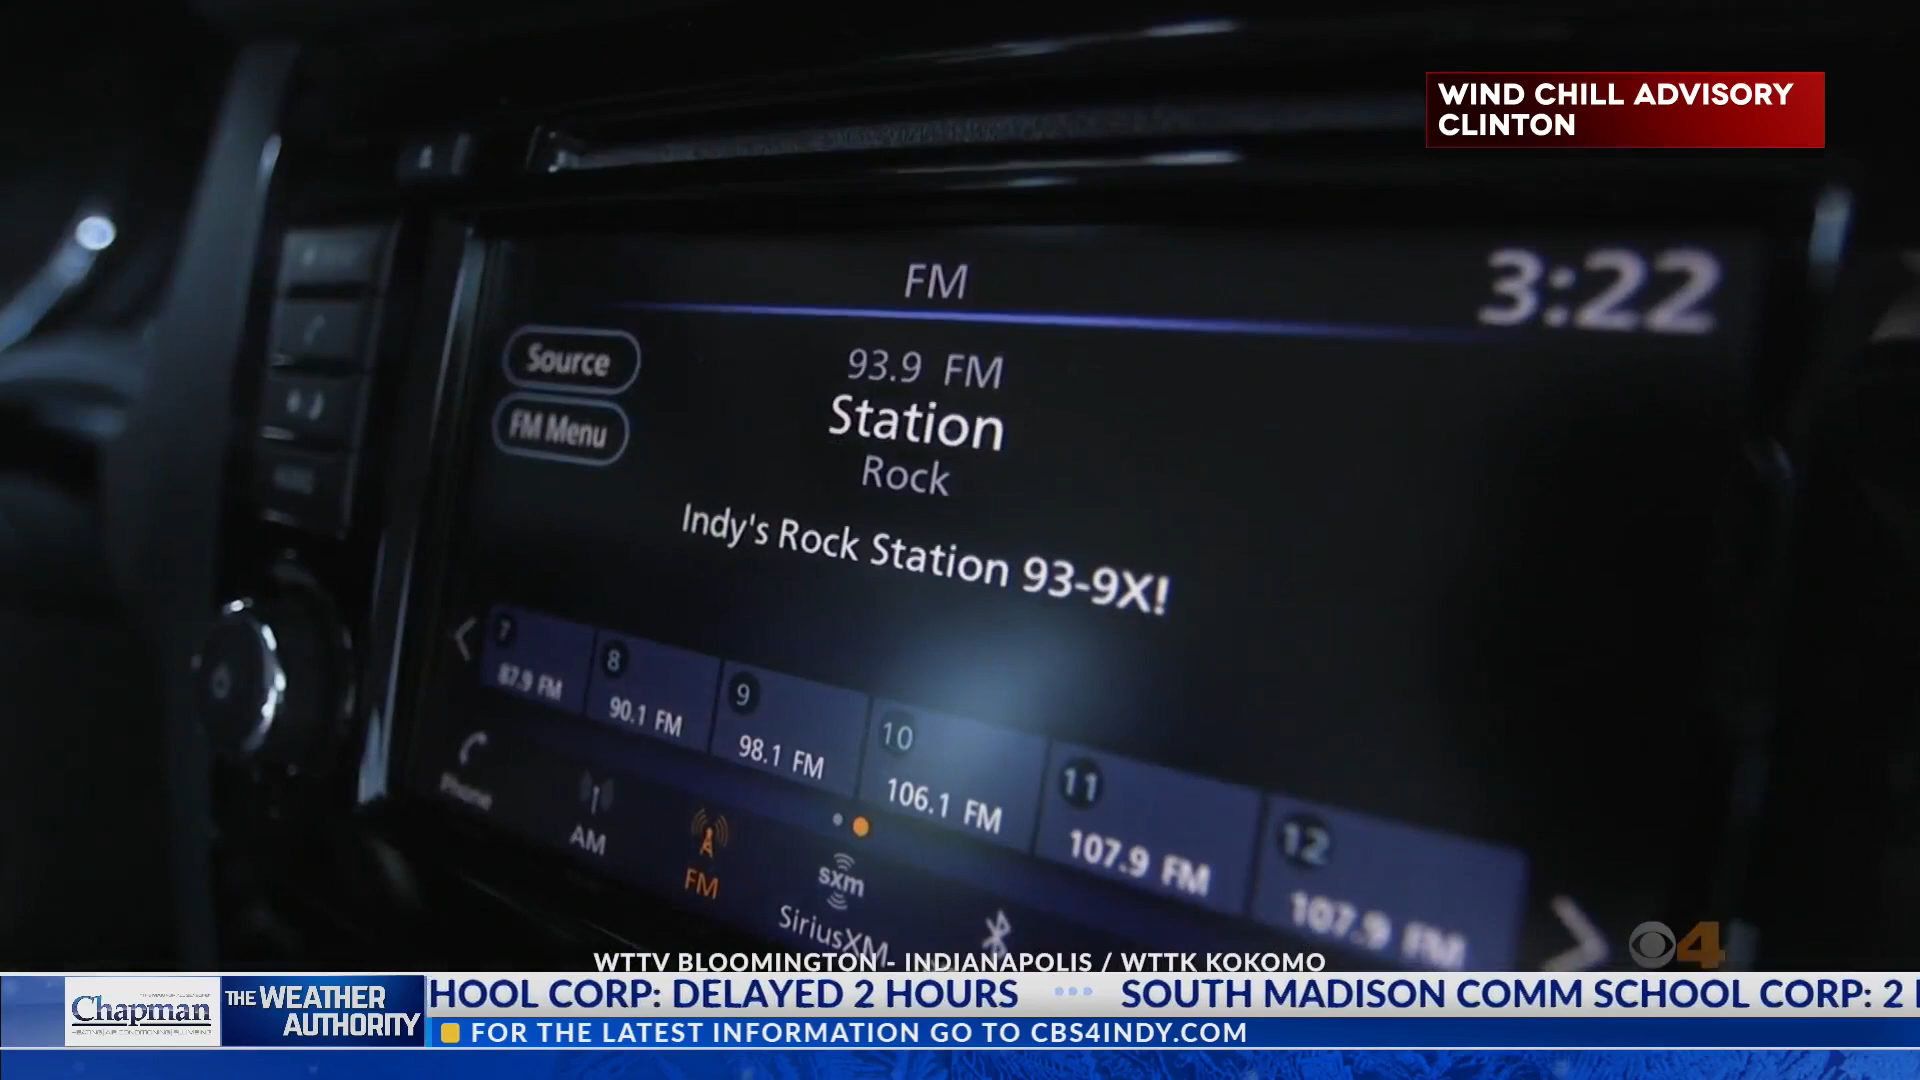 WIND CHILL ADVISORY
CLINTON
FM
3:22
Source
93.9 FM
FM Menu
Station
Rock
Indy's Rock Station 93-9X!
7
8
9
10
11
12
87.9 FM
90.1 FM
98.1 FM
106.1 FM
107.9 FM
107.9 FM
Phone
AM
FM
sxm
SiriusXM
4
WTTV BLOOMINGTON - INDIANAPOLIS / WTTK KOKOMO
Chapman
THE WEATHER
AUTHORITY
HOOL CORP: DELAYED 2 HOURS ••• SOUTH MADISON COMM SCHOOL CORP: 2
FOR THE LATEST INFORMATION GO TO CBS4INDY.COM